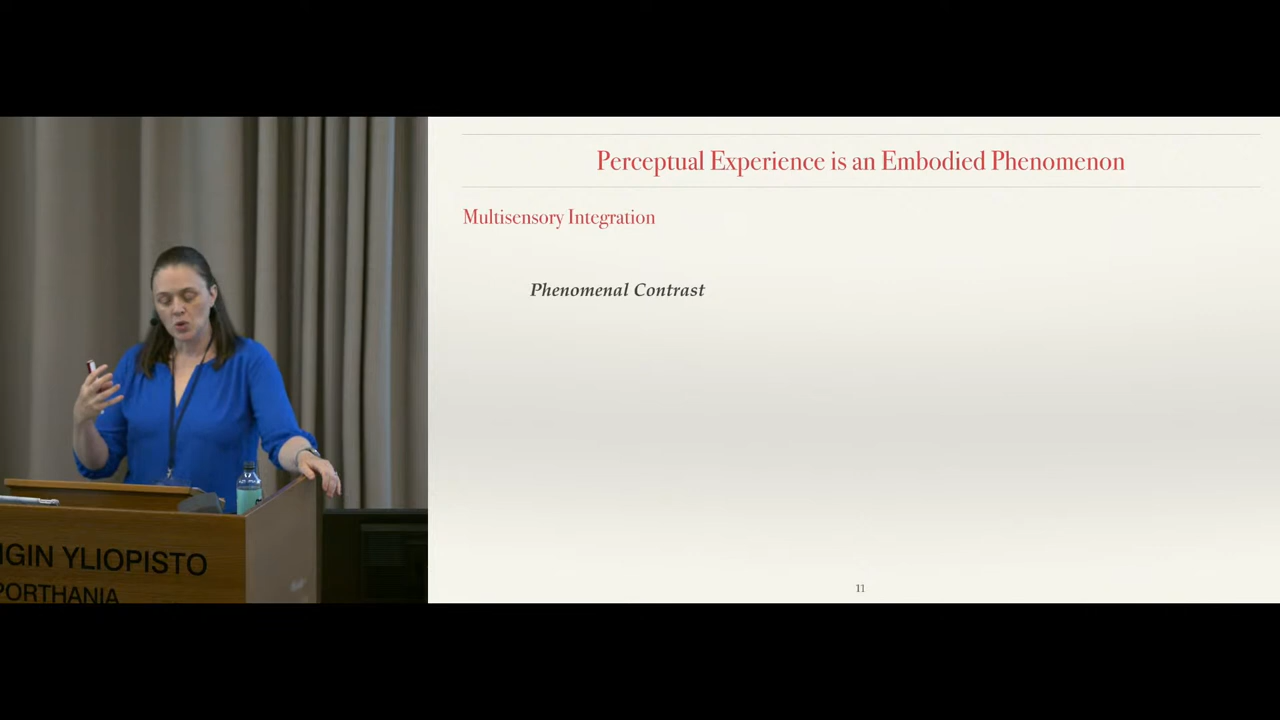 Perceptual Experience is an Embodied Phenomenon
Multisensory Integration
Phenomenal Contrast
11
IGIN YLIOPISTO
PORTHANIA